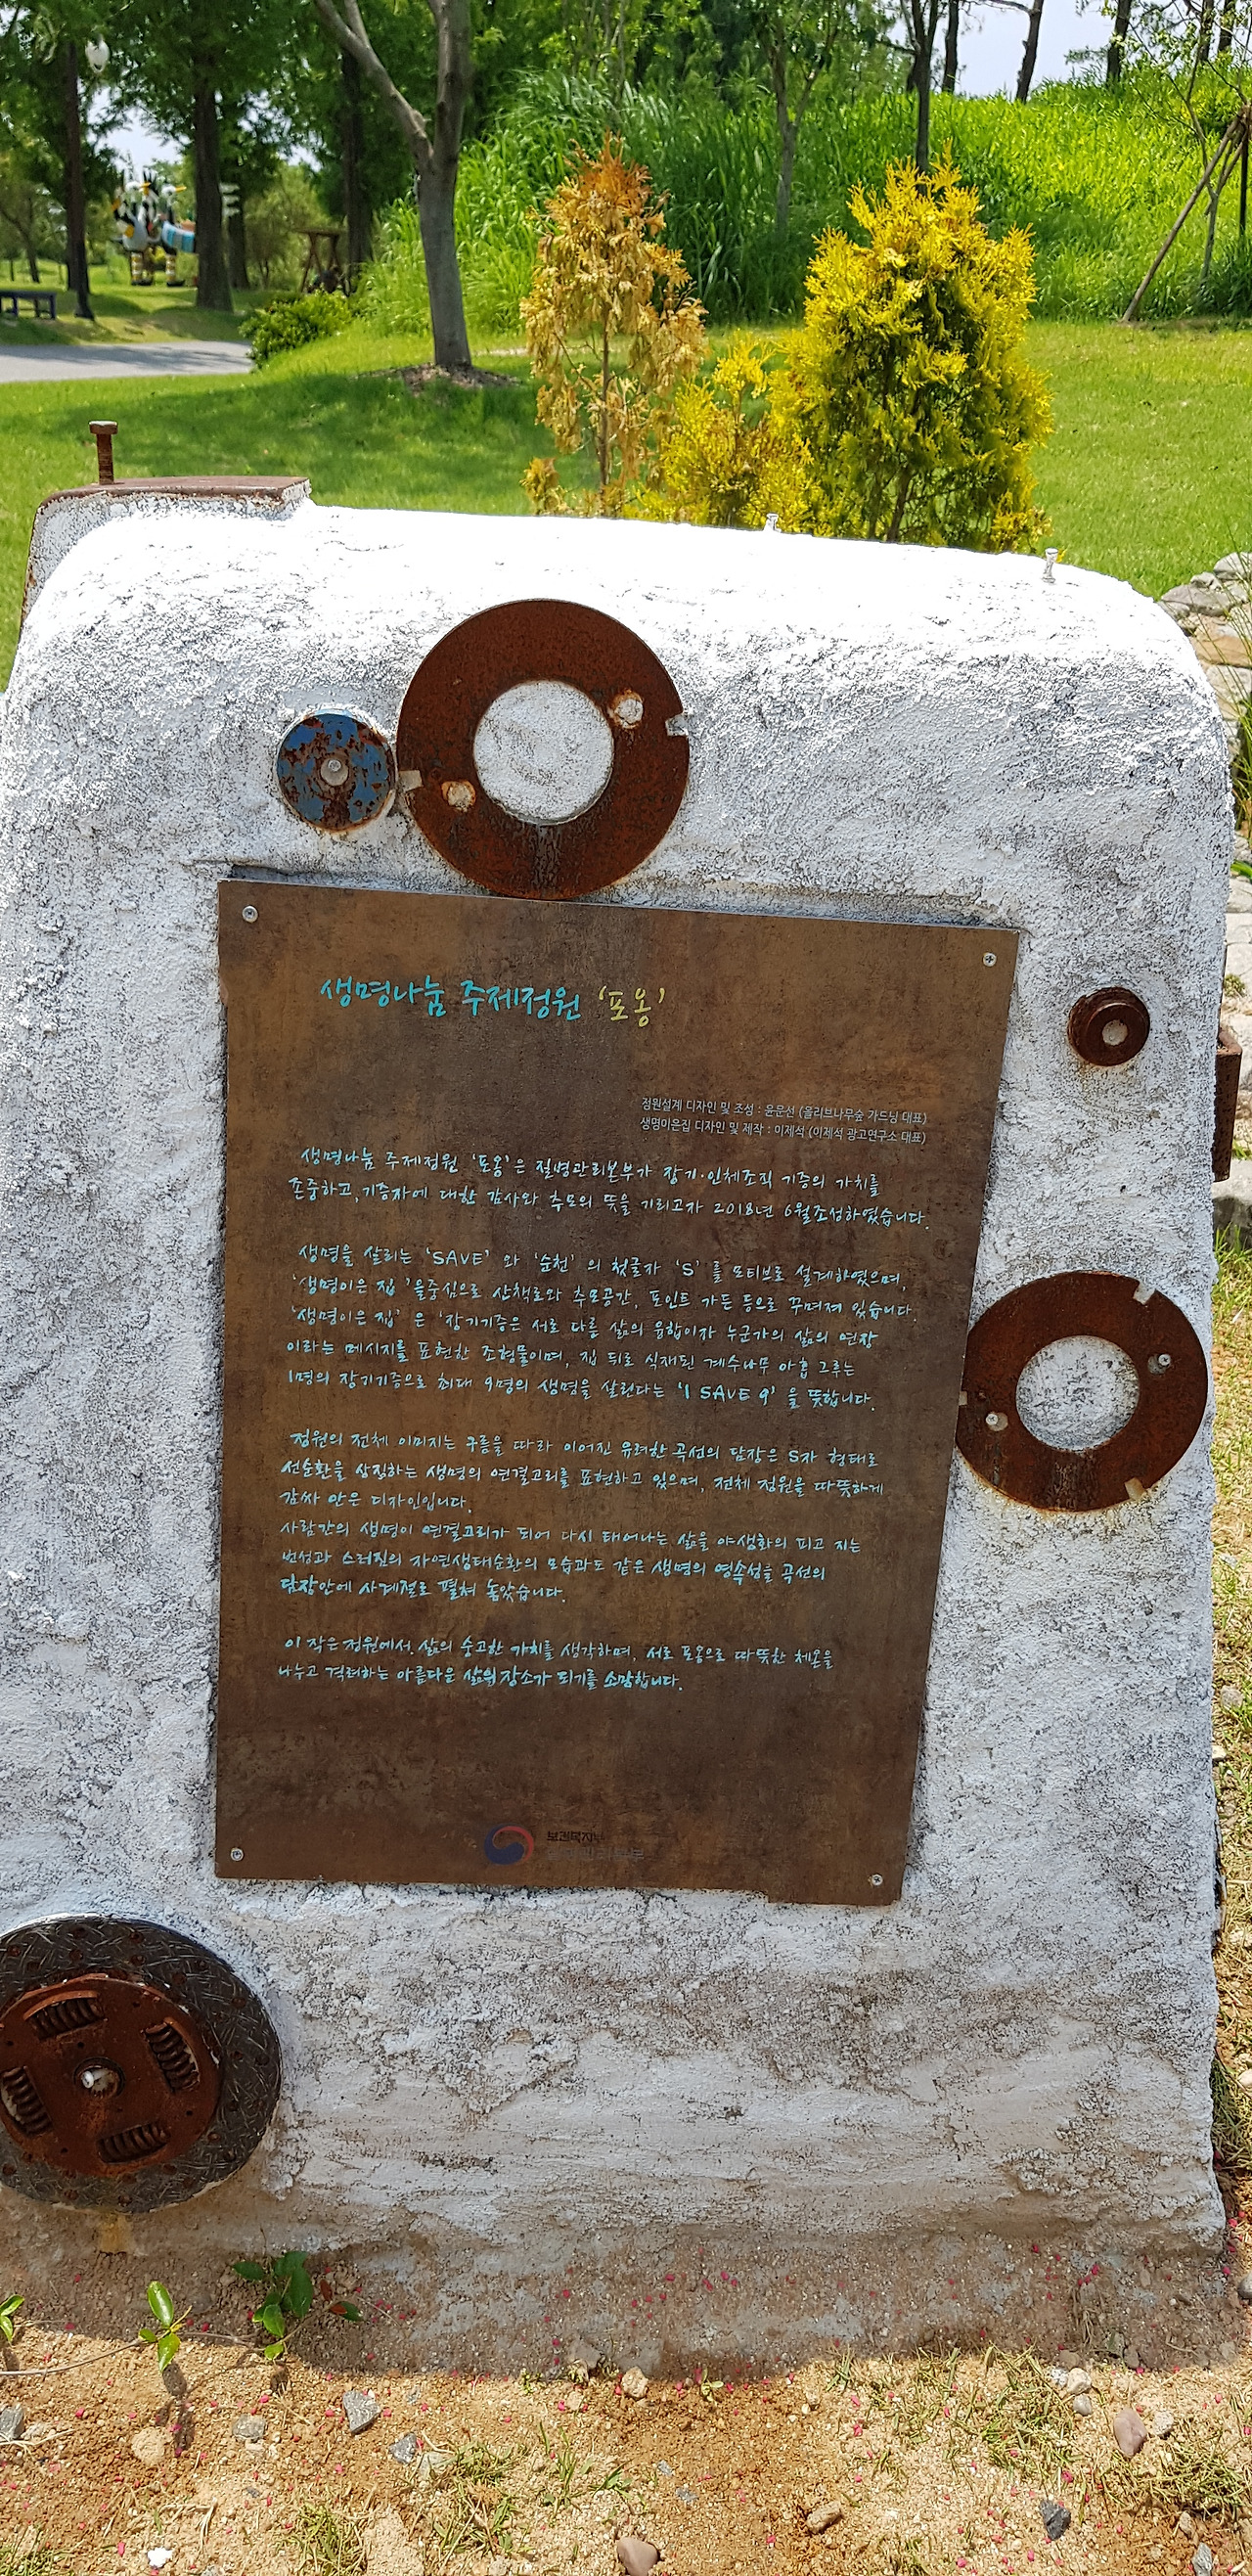 생명나눔 주제정원 '포옹'
정원설계 디자인 및 조성 : 윤문선 (올리브나무숲 가드닝 대표)
생명이은집 디자인 및 제작 : 이제석 (이제석 광고연구소 대표)
생명나눔 주제정원 '포옹'은 질병관리본부가 장기·인체조직 기증의 가치를
존중하고, 기증자에 대한 감사와 추모의 뜻을 기리고자 2018년 6월조성하였습니다.
생명을 살리는 'SAVE' 와 '순천' 의 첫글자 'S' 를 모티브로 설계하였으며,
'생명이은 집'을중심으로 산책로와 추모공간, 포인트 가든 등으로 꾸며져 있습니다.
'생명이은 집' 은 '장기기증은 서로 다른 삶의 융합이자 누군가의 삶의 연장
이라는 메시지를 표현한 조형물이며, 집 뒤로 식재된 계수나무 아홉 그루는
1명의 장기기증으로 최대 9명의 생명을 살린다는 'I SAVE 9' 을 뜻합니다.
정원의 전체 이미지는 구릉을 따라 이어진 유려한 곡선의 담장은 S자 형태로
선순환을 상징하는 생명의 연결고리를 표현하고 있으며, 전체 정원을 따뜻하게
감싸 안은 디자인입니다.
사람간의 생명이 연결고리가 되어 다시 태어나는 삶을 야생화의 피고 지는
번성과 스러짐의 자연생태순환의 모습과도 같은 생명의 영속성을 곡선의
담장안에 사계절로 펼쳐 놓았습니다.
이 작은 정원에서 삶의 숭고한 가치를 생각하며, 서로 포옹으로 따뜻한 체온을
나누고 격려하는 아름다운 삶의 장소가 되기를 소망합니다.
보건복지부
질병관리본부